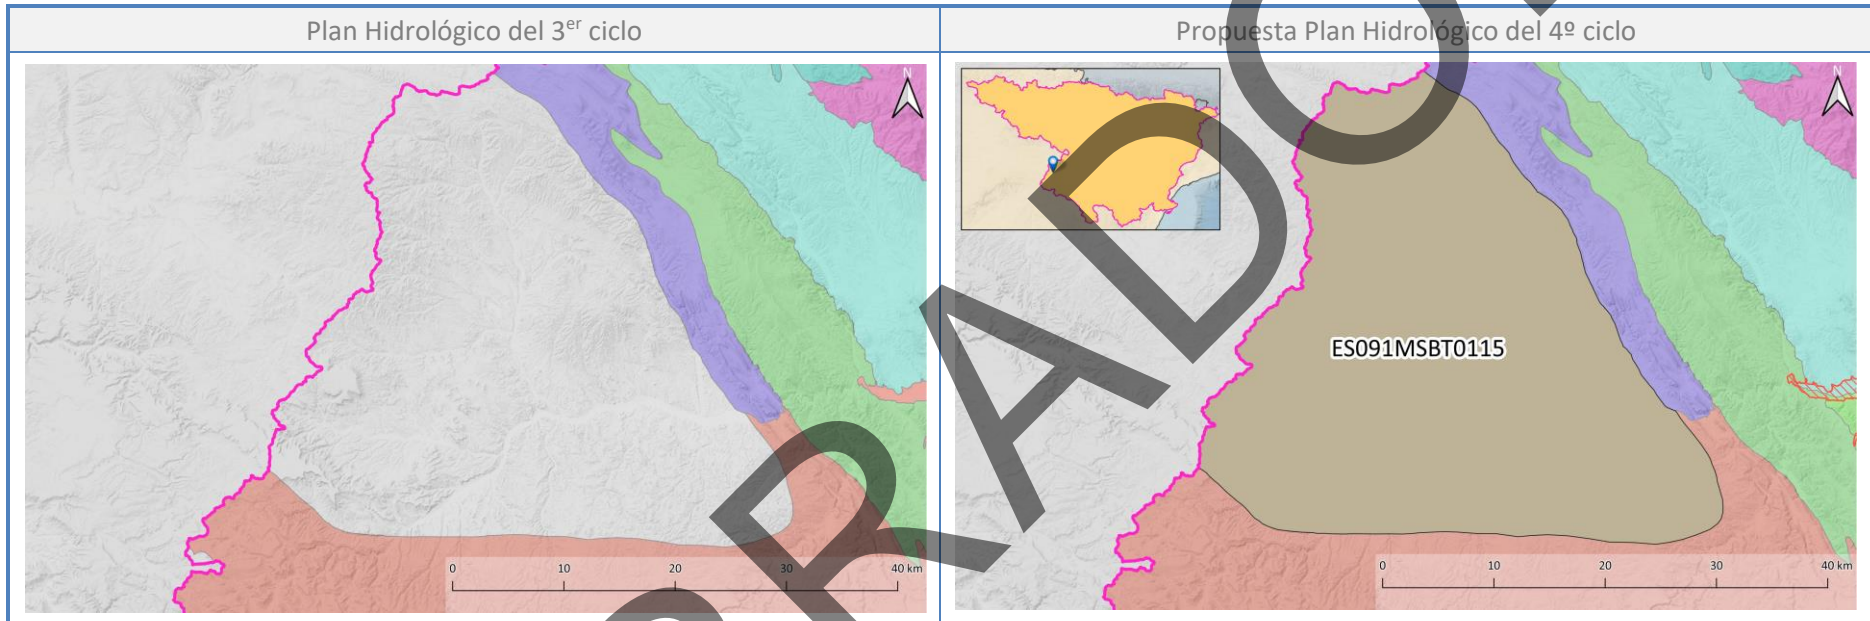 Plan Hidrológico del 3er ciclo
Propuesta Plan Hidrológico del 4º ciclo
N
0 10 20 30 40 km
N
ES091MSBT0115
0 10 20 30 40 km
RADO